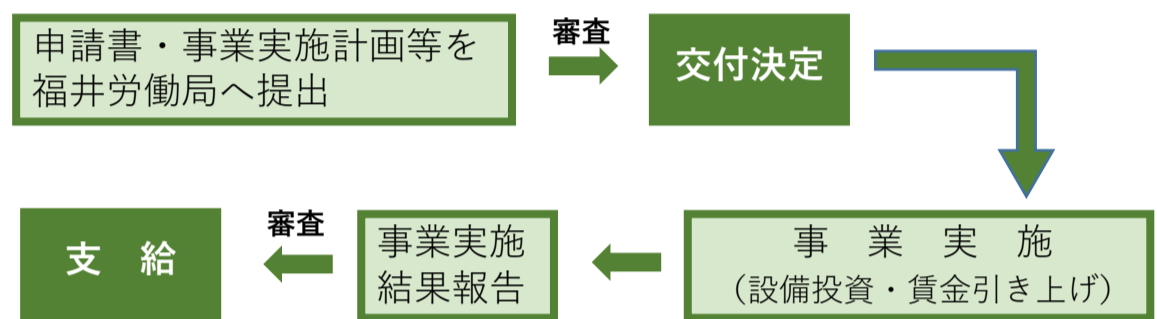 申請書・事業実施計画等を
福井労働局へ提出
審査
交付決定
事　業　実　施
（設備投資・賃金引き上げ）
事業実施
結果報告
審査
支　給